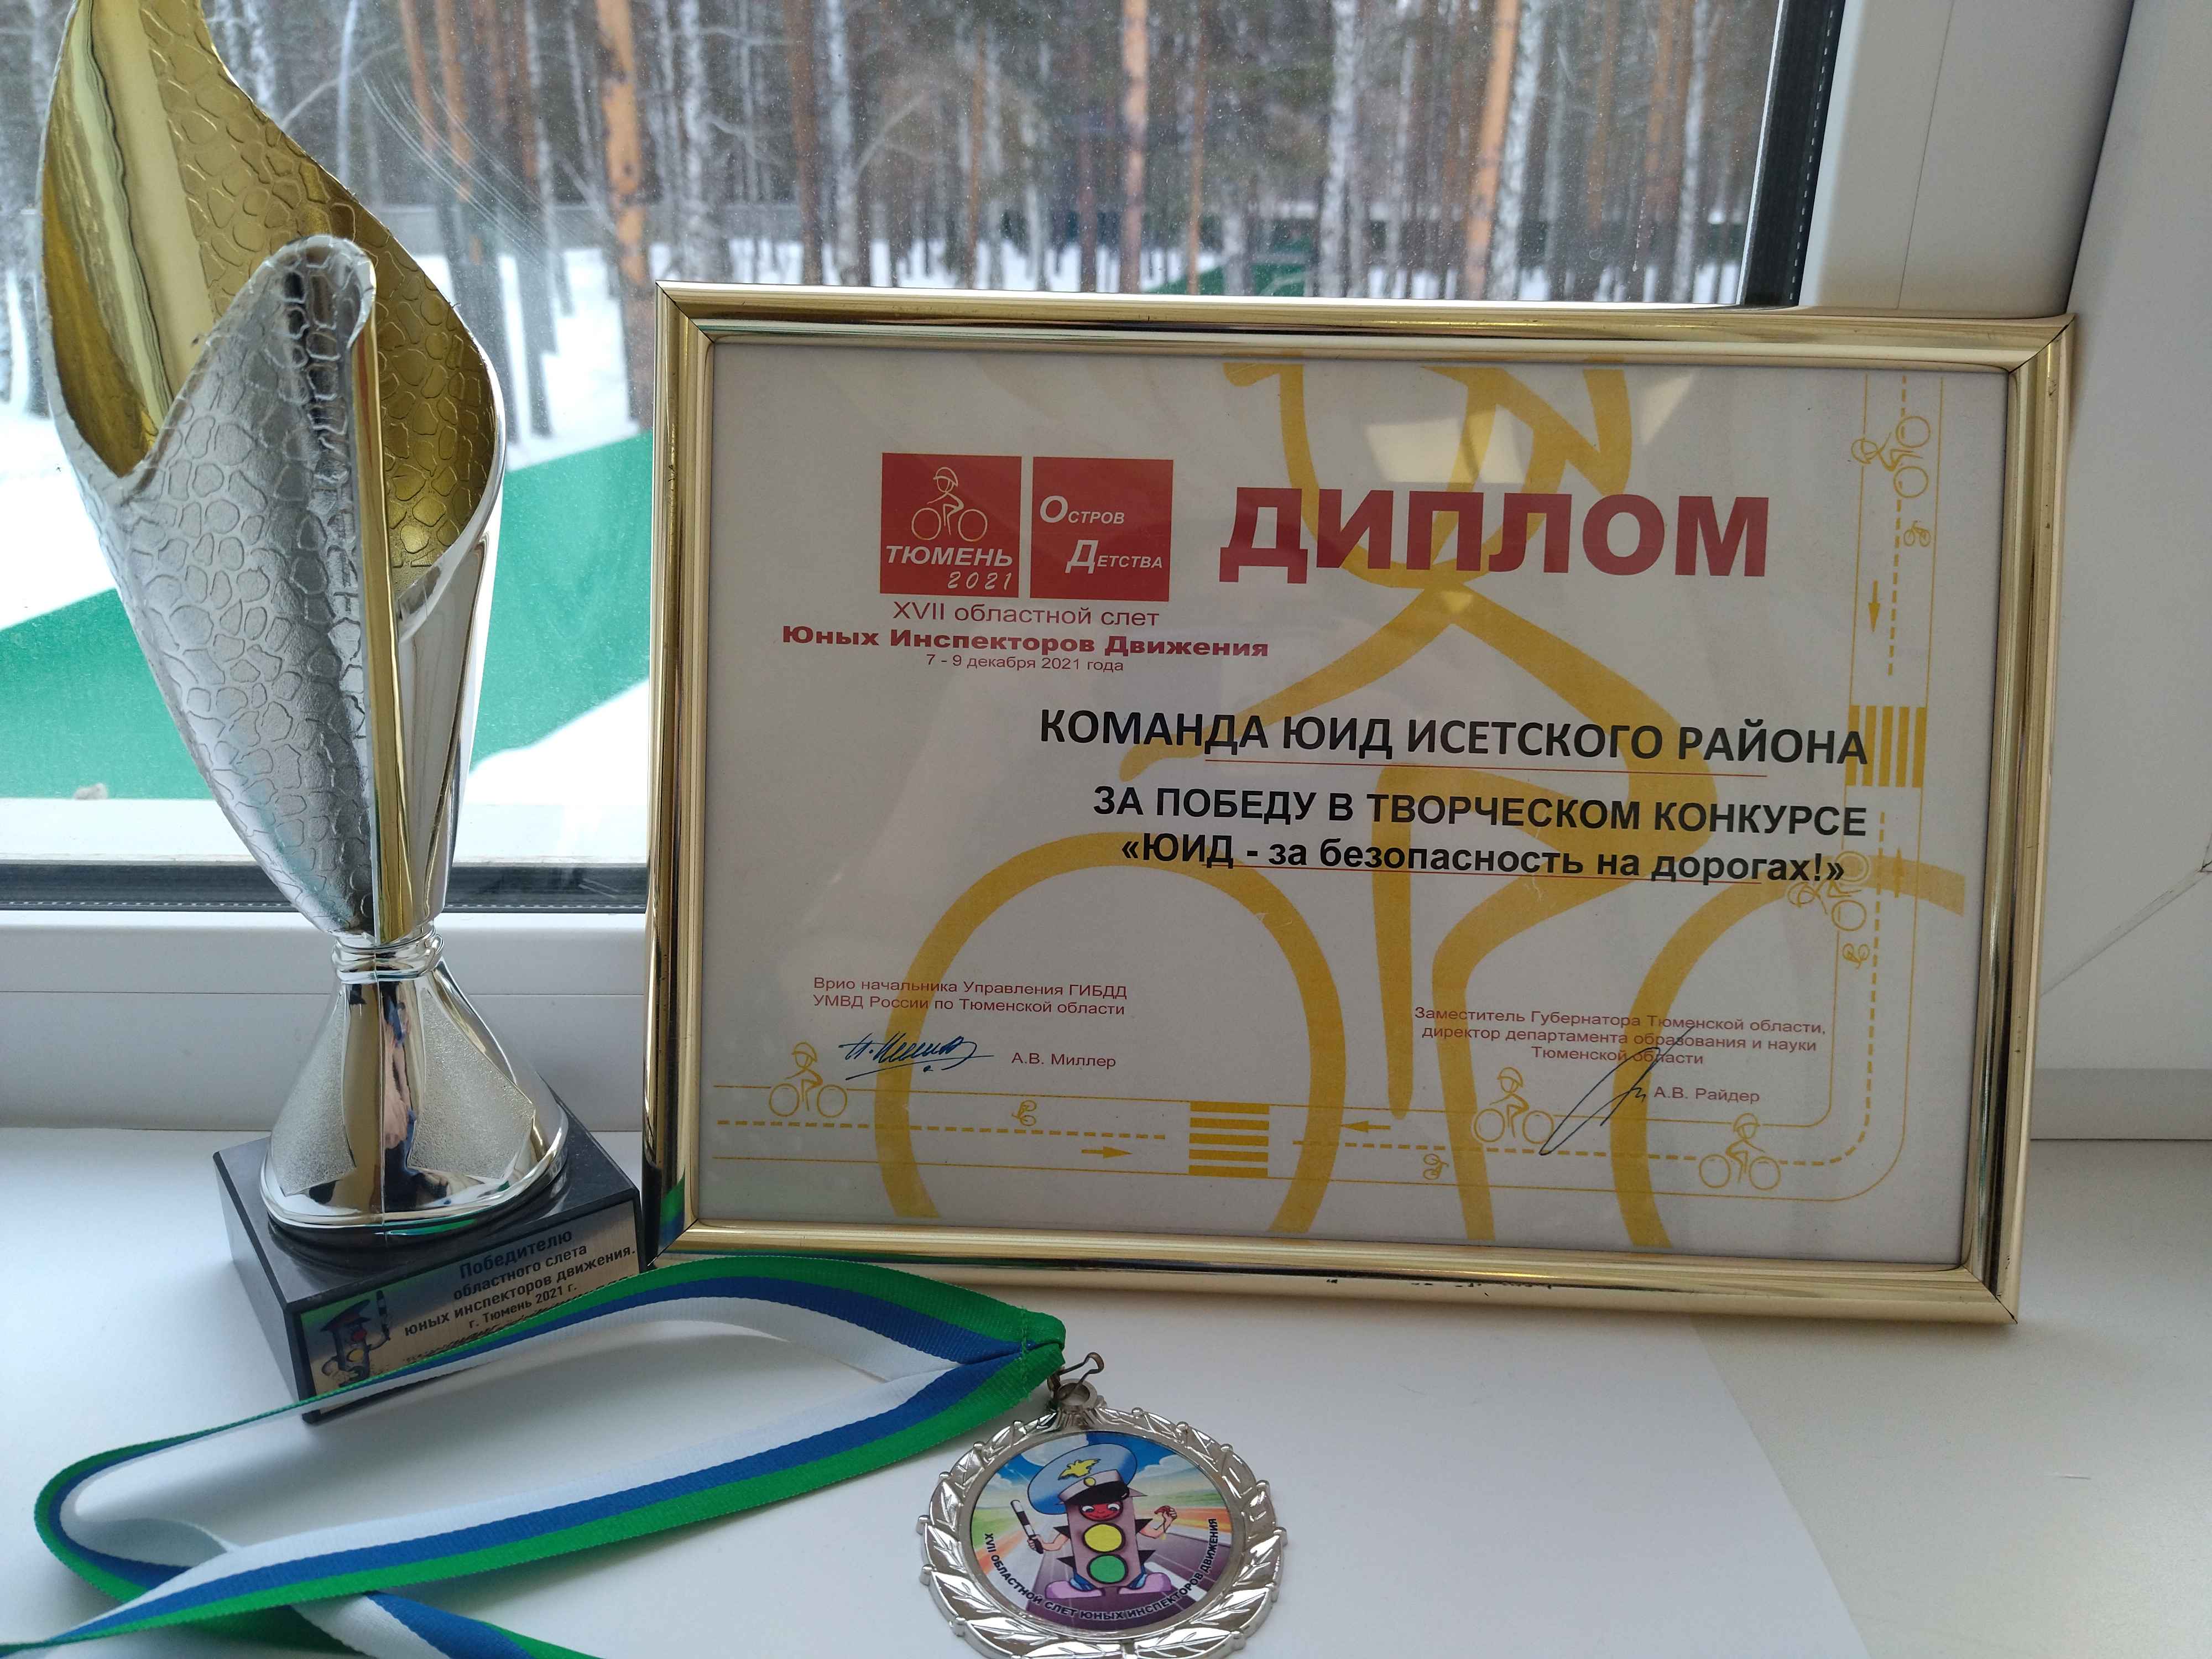 ТЮМЕНЬ
2021
Остров
Детства
ДИПЛОМ
XVII областной слет
Юных Инспекторов Движения
7 - 9 декабря 2021 года
КОМАНДА ЮИД ИСЕТСКОГО РАЙОНА
ЗА ПОБЕДУ В ТВОРЧЕСКОМ КОНКУРСЕ
«ЮИД - за безопасность на дорогах!»
Врио начальника Управления ГИБДД
УМВД России по Тюменской области
А.В. Миллер
Заместитель Губернатора Тюменской области,
директор департамента образования и науки
Тюменской области
А.В. Райдер
Победителю
областного слета
юных инспекторов движения.
г. Тюмень 2021 г.
XVII ОБЛАСТНОЙ СЛЕТ ЮНЫХ ИНСПЕКТОРОВ ДВИЖЕНИЯ